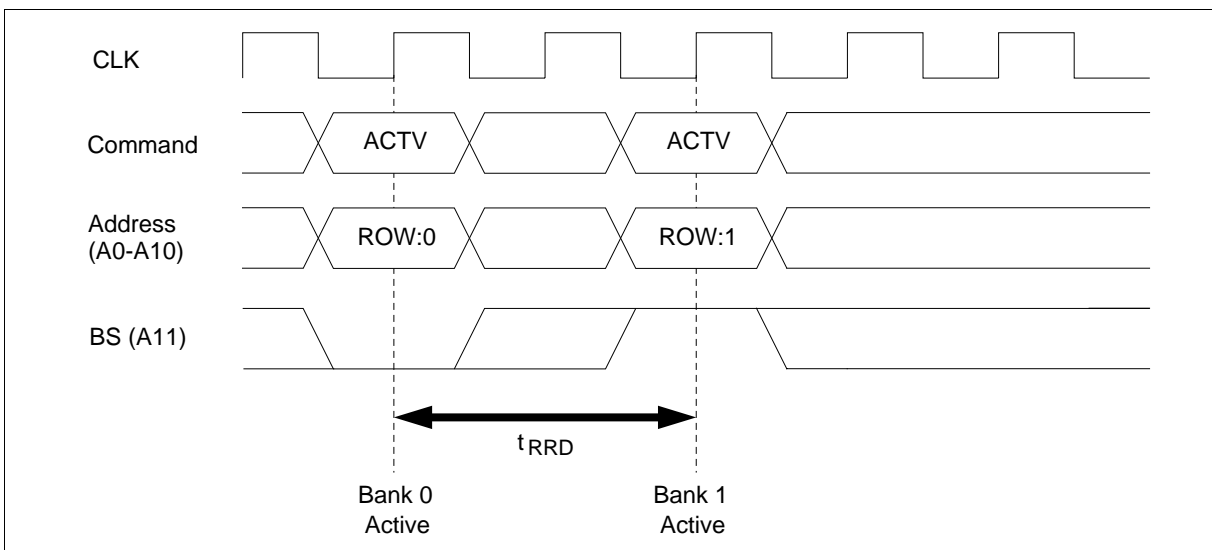 CLK
Command
ACTV
ACTV
Address
(A0-A10)
ROW:0
ROW:1
BS (A11)
t RRD
Bank 0
Active
Bank 1
Active